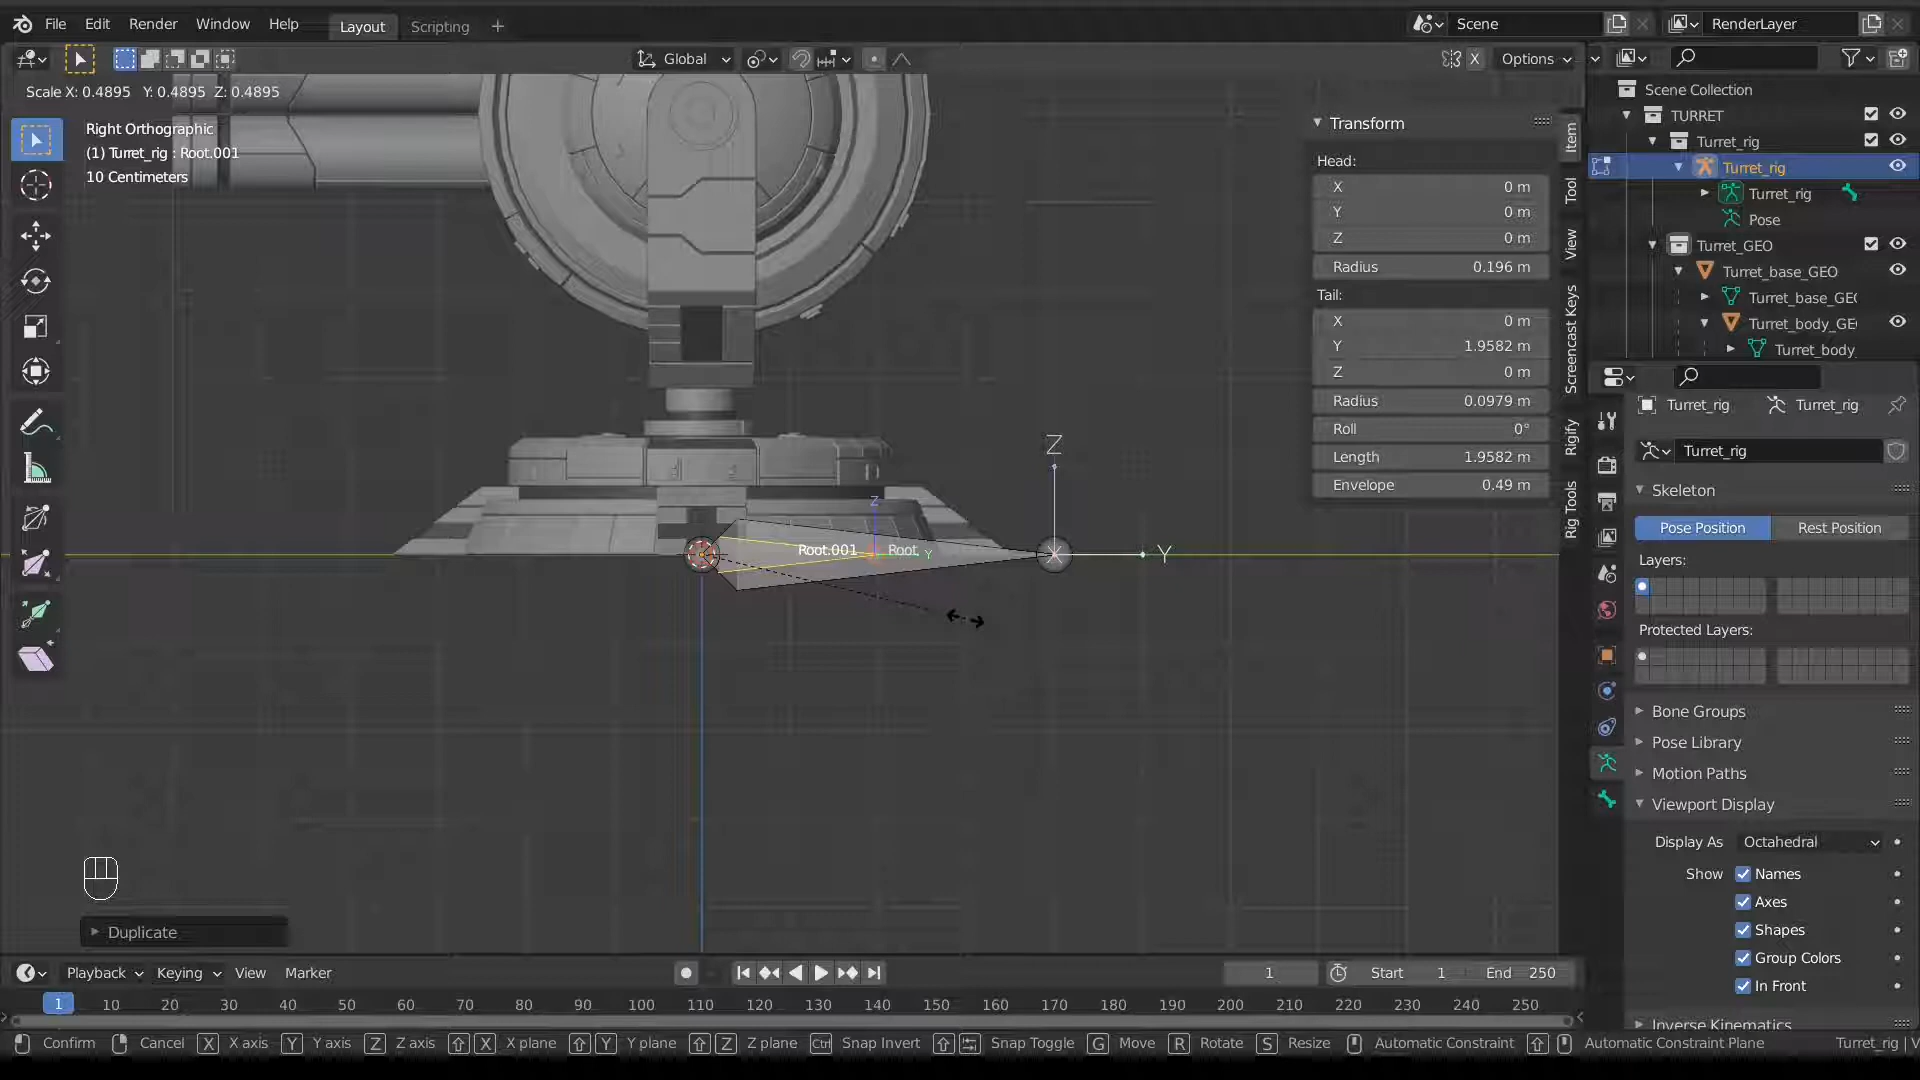 File Edit Render Window Help Layout Scripting Scene RenderLayer
Global X Options
Scale X: 0.4895 Y: 0.4895 Z: 0.4895
Right Orthographic
(1) Turret_rig : Root.001
10 Centimeters
Transform
Head:
X 0 m
Y 0 m
Z 0 m
Radius 0.196 m
Tail:
X 0 m
Y 1.9582 m
Z 0 m
Radius 0.0979 m
Roll 0°
Length 1.9582 m
Envelope 0.49 m
Item
Tool
View
Screencast Keys
Rigify
Rig Tools
Scene Collection
TURRET
Turret_rig
Turret_rig
Turret_rig
Pose
Turret_GEO
Turret_base_GEO
Turret_base_GE
Turret_body_GE
Turret_body_
Z
Z
Root.001 Root Y X Y
Turret_rig Turret_rig
Turret_rig
Skeleton
Pose Position Rest Position
Layers:
Protected Layers:
Bone Groups
Pose Library
Motion Paths
Viewport Display
Display As Octahedral
Show Names
Axes
Shapes
Group Colors
In Front
Inverse Kinematics
Duplicate
Playback Keying View Marker 1 Start 1 End 250
1 10 20 30 40 50 60 70 80 90 100 110 120 130 140 150 160 170 180 190 200 210 220 230 240 250
Confirm Cancel X X axis Y Y axis Z Z axis X X plane Y Y plane Z Z plane Ctrl Snap Invert Snap Toggle G Move R Rotate S Resize Automatic Constraint Automatic Constraint Plane Turret_rig | V